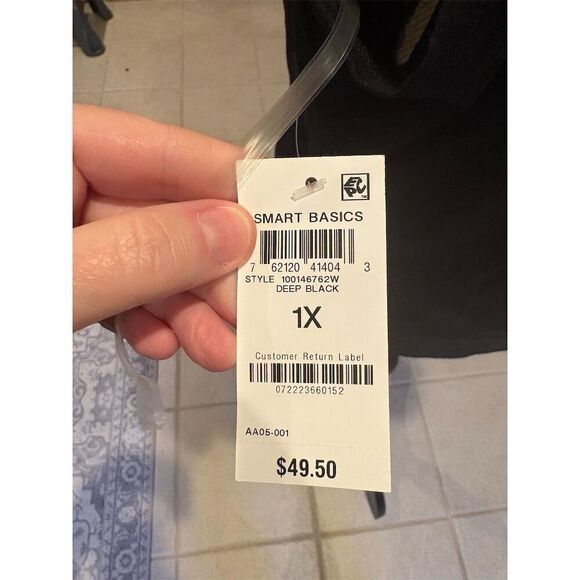 EPC
SMART BASICS
7 62120 41404 3
STYLE 100146762W
DEEP BLACK
1X
Customer Return Label
072223660152
AA05-001
$49.50